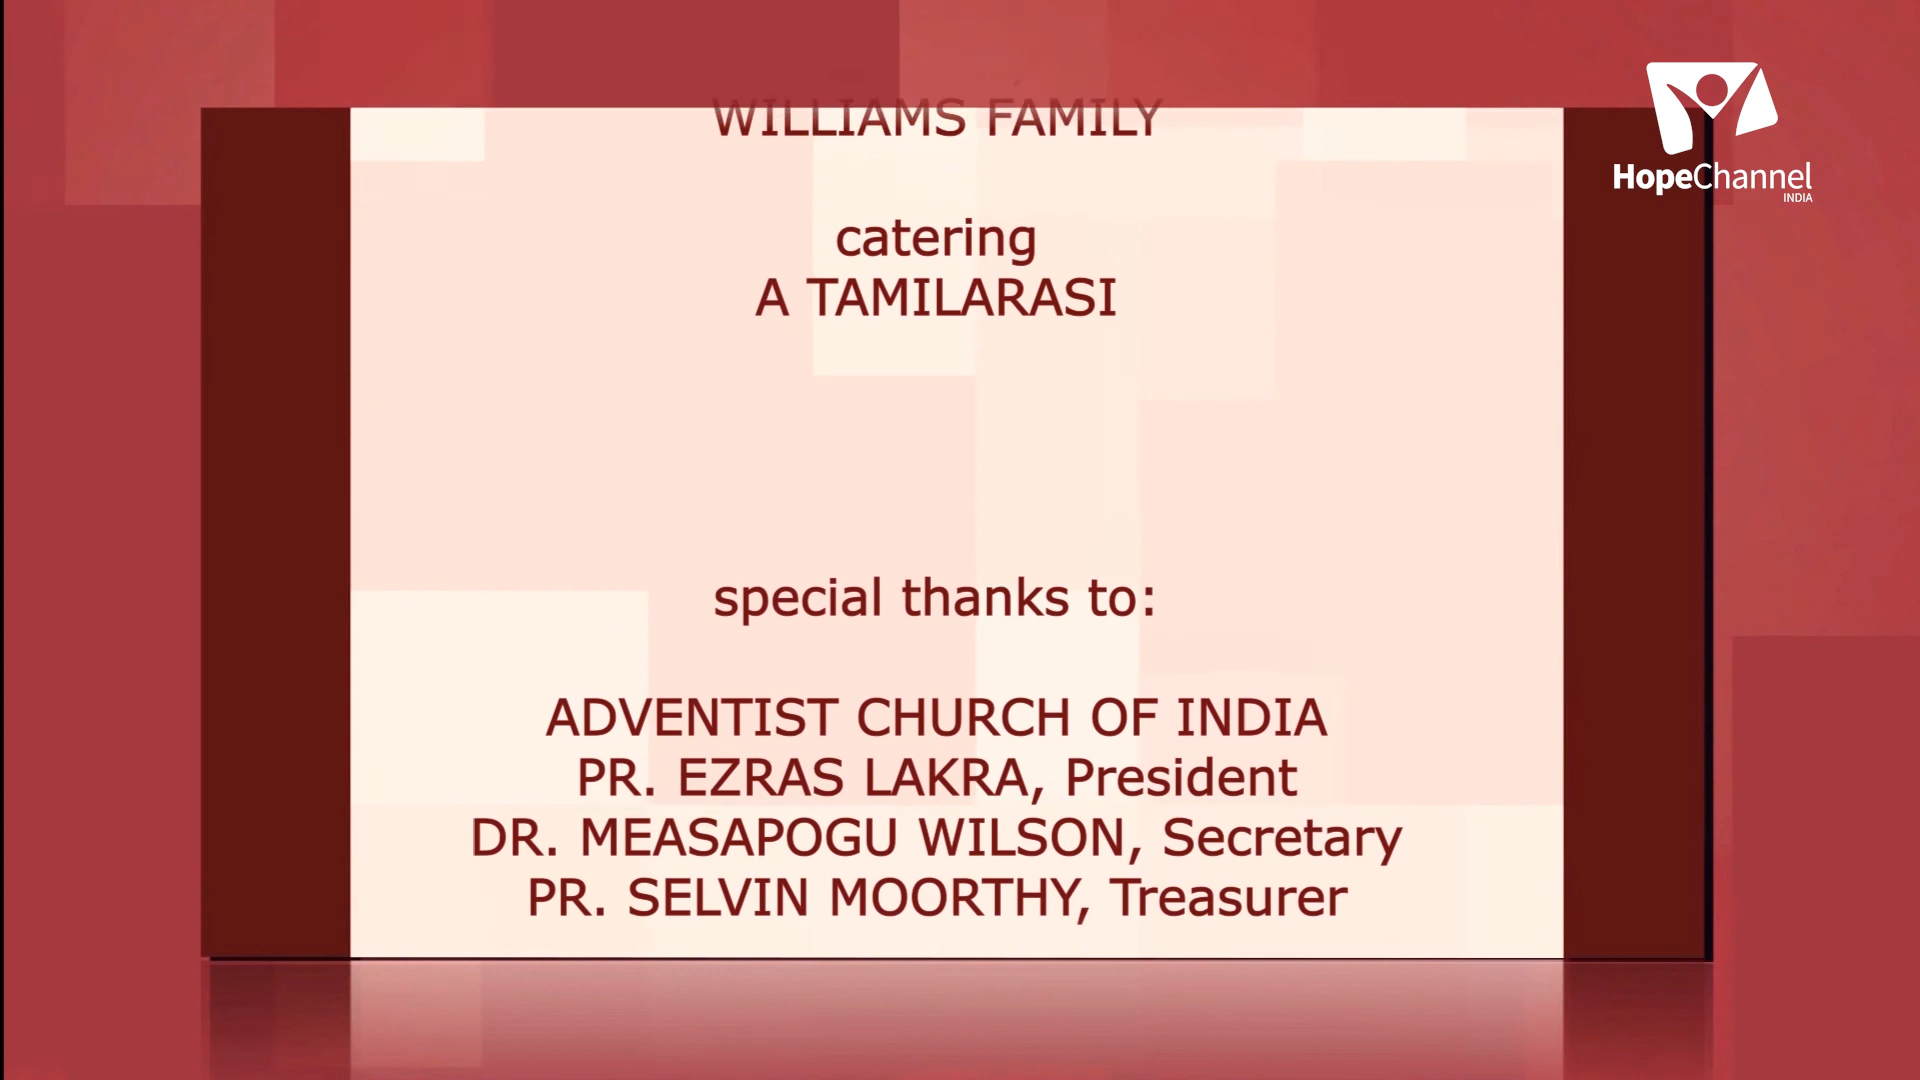 WILLIAMS FAMILY
HopeChannel
INDIA
catering
A TAMILARASI
special thanks to:
ADVENTIST CHURCH OF INDIA
PR. EZRAS LAKRA, President
DR. MEASAPOGU WILSON, Secretary
PR. SELVIN MOORTHY, Treasurer